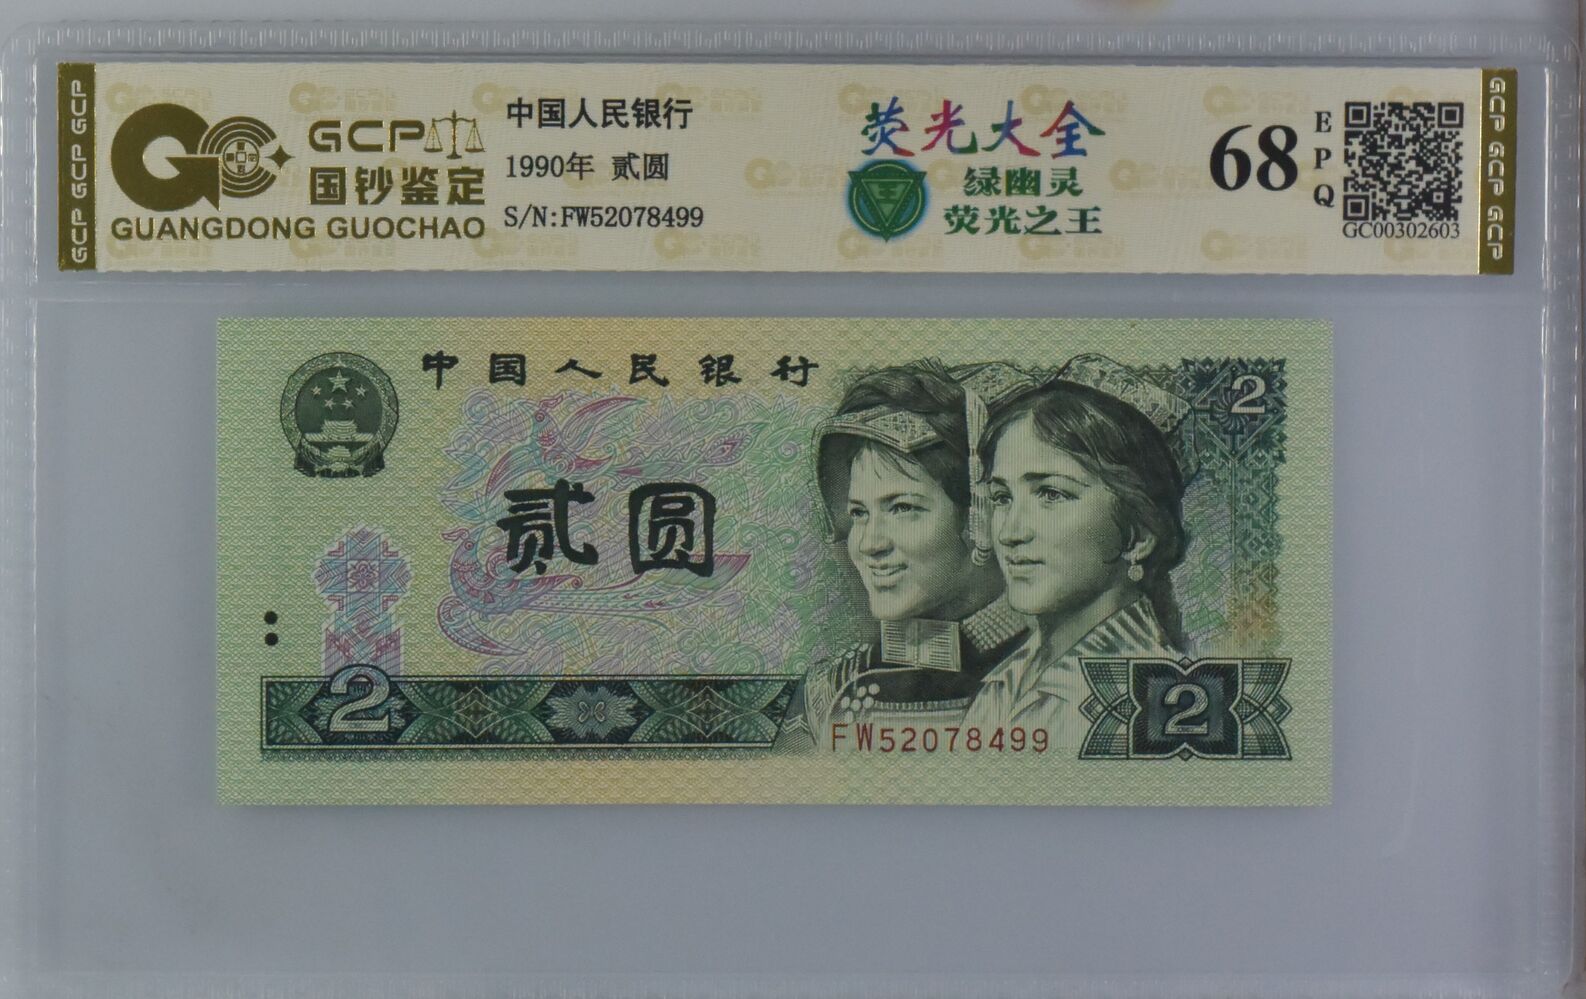 GCP GCP GCP
GCP
国钞鉴定
GUANGDONG GUOCHAO
中国人民银行
1990年 贰圆
S/N:FW52078499
荧光大全
绿幽灵
荧光之王
王
68
EPQ
GC00302603
GCP GCP GCP
中国人民银行
2
贰圆
2
2
FW52078499